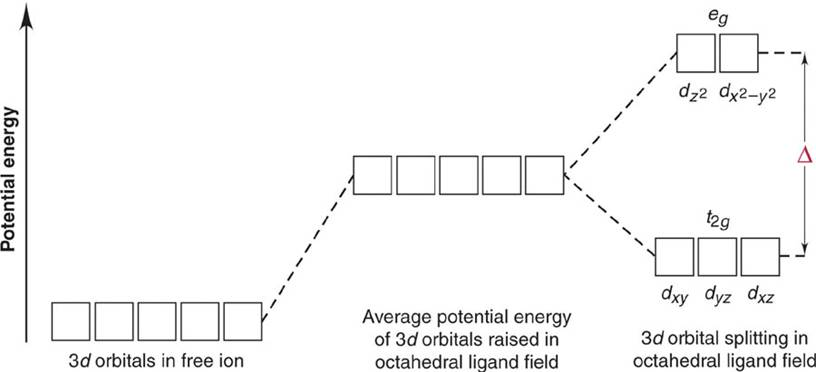 Potential energy
e_g
d_z² d_x²−y²
Δ
t_2g
d_xy d_yz d_xz
3d orbitals in free ion
Average potential energy
of 3d orbitals raised in
octahedral ligand field
3d orbital splitting in
octahedral ligand field